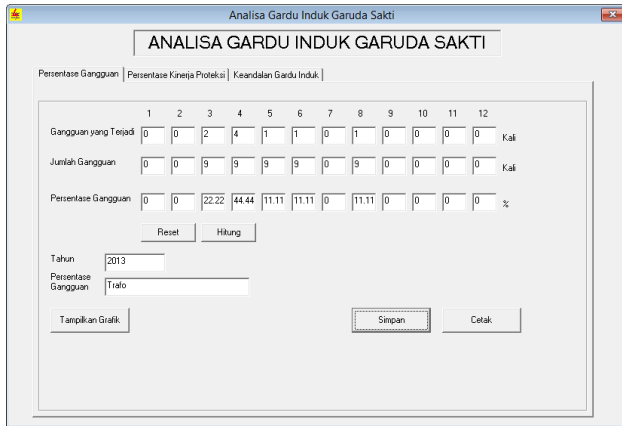 Analisa Gardu Induk Garuda Sakti
ANALISA GARDU INDUK GARUDA SAKTI
Persentase Gangguan Persentase Kinerja Proteksi Keandalan Gardu Induk
1 2 3 4 5 6 7 8 9 10 11 12
Gangguan yang Terjadi 0 0 2 4 1 1 0 1 0 0 0 0 Kali
Jumlah Gangguan 0 0 9 9 9 9 0 9 0 0 0 0 Kali
Persentase Gangguan 0 0 22.22 44.44 11.11 11.11 0 11.11 0 0 0 0 %
Reset Hitung
Tahun 2013
Persentase
Gangguan Trafo
Tampilkan Grafik Simpan Cetak